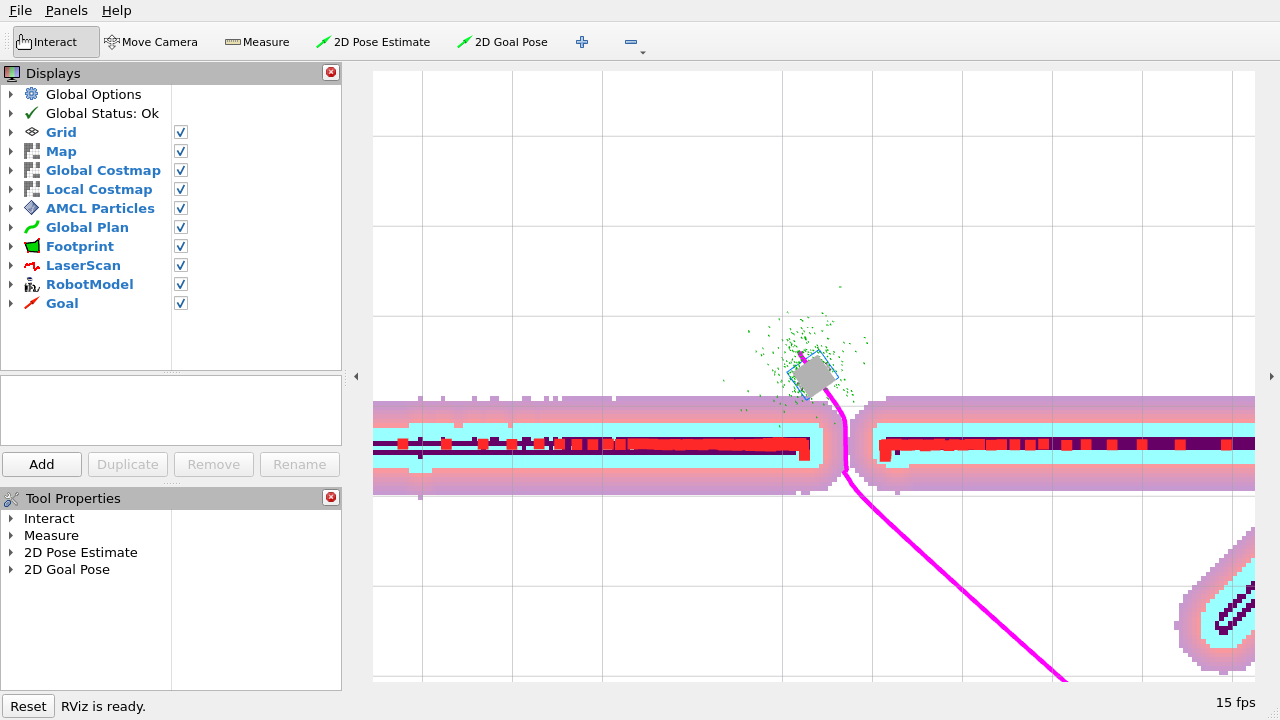 File Panels Help
Interact Move Camera Measure 2D Pose Estimate 2D Goal Pose
Displays
Global Options
Global Status: Ok
Grid
Map
Global Costmap
Local Costmap
AMCL Particles
Global Plan
Footprint
LaserScan
RobotModel
Goal
Add Duplicate Remove Rename
Tool Properties
Interact
Measure
2D Pose Estimate
2D Goal Pose
Reset RViz is ready. 15 fps